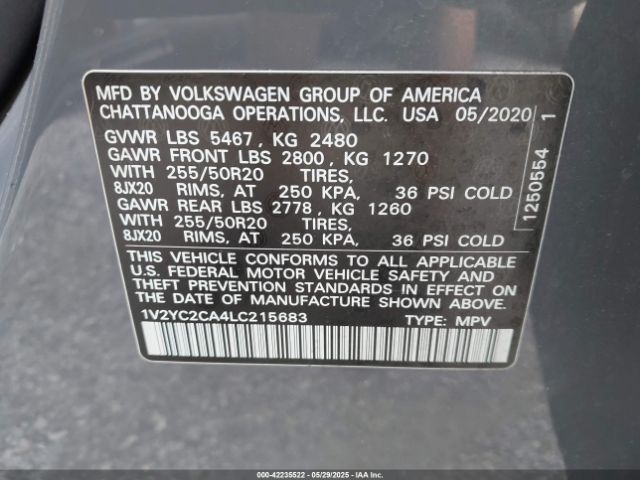 MFD BY VOLKSWAGEN GROUP OF AMERICA
CHATTANOOGA OPERATIONS, LLC. USA 05/2020
GVWR LBS 5467, KG 2480
GAWR FRONT LBS 2800, KG 1270
WITH 255/50R20 TIRES,
8JX20 RIMS, AT 250 KPA, 36 PSI COLD
GAWR REAR LBS 2778, KG 1260
WITH 255/50R20 TIRES,
8JX20 RIMS, AT 250 KPA, 36 PSI COLD
THIS VEHICLE CONFORMS TO ALL APPLICABLE
U.S. FEDERAL MOTOR VEHICLE SAFETY AND
THEFT PREVENTION STANDARDS IN EFFECT ON
THE DATE OF MANUFACTURE SHOWN ABOVE.
1V2YC2CA4LC215683 TYPE: MPV
1250554 1
000-42235522 - 05/29/2025 - IAA Inc.